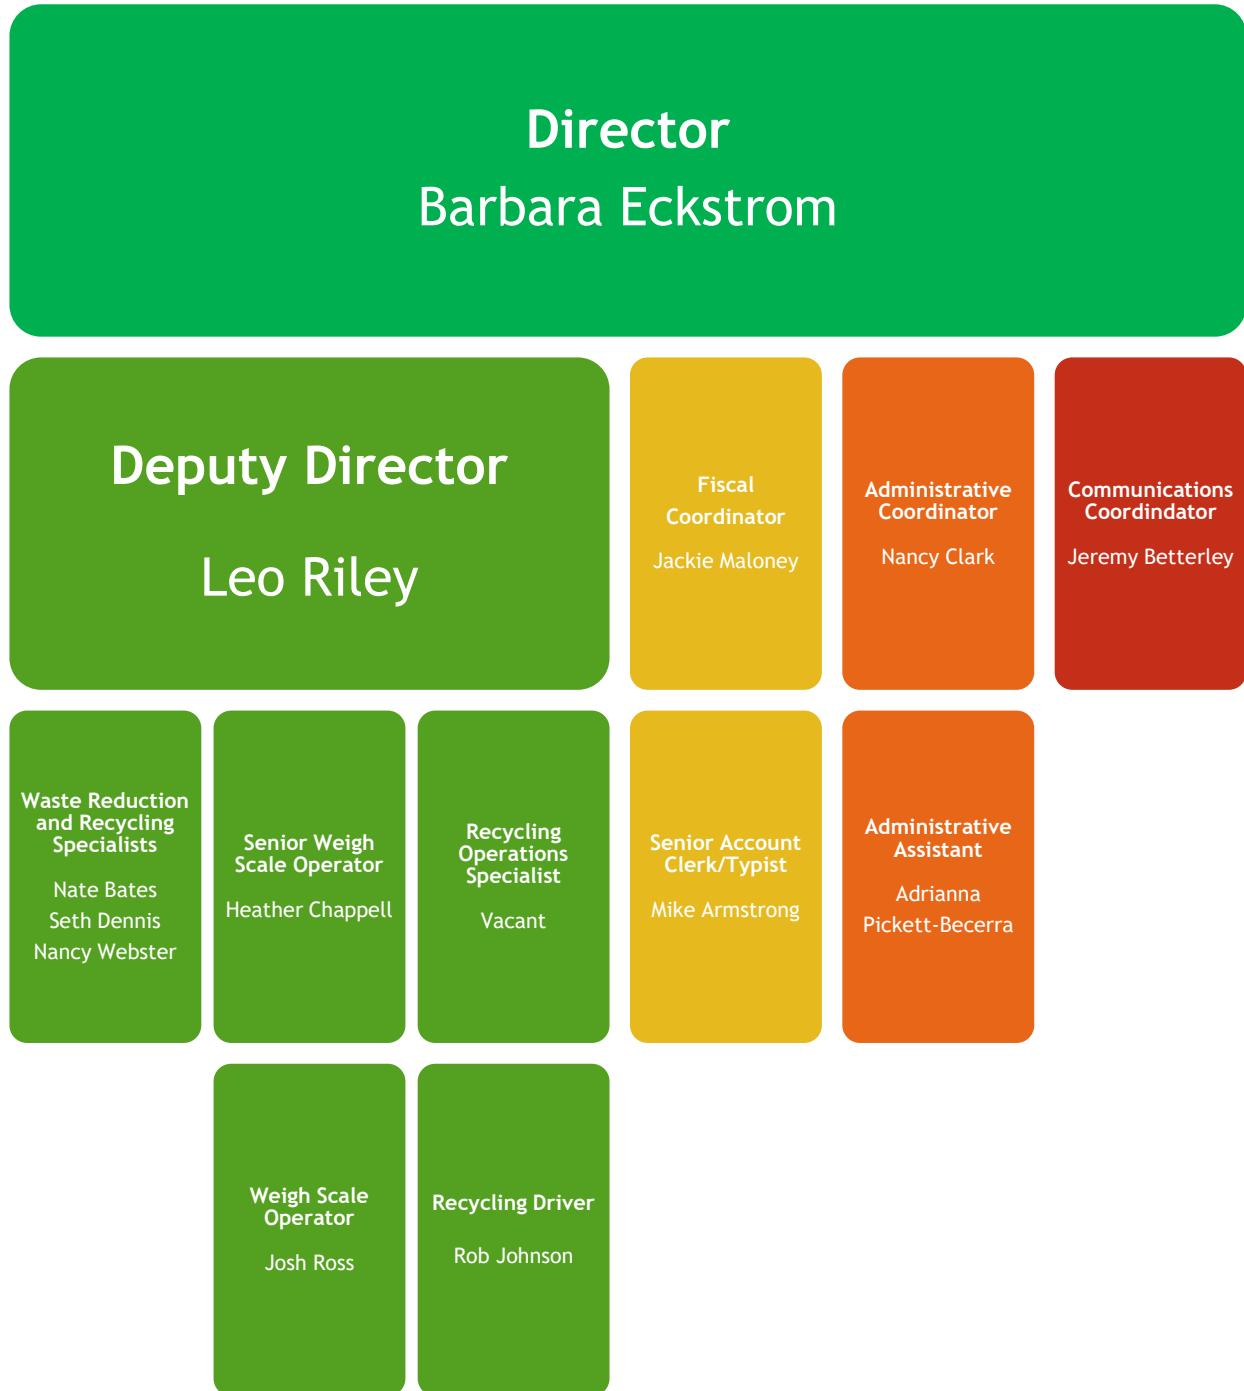 Director
Barbara Eckstrom
Deputy Director
Leo Riley
Fiscal
Coordinator
Jackie Maloney
Administrative
Coordinator
Nancy Clark
Communications
Coordindator
Jeremy Betterley
Waste Reduction
and Recycling
Specialists
Nate Bates
Seth Dennis
Nancy Webster
Senior Weigh
Scale Operator
Heather Chappell
Recycling
Operations
Specialist
Vacant
Senior Account
Clerk/Typist
Mike Armstrong
Administrative
Assistant
Adrianna
Pickett-Becerra
Weigh Scale
Operator
Josh Ross
Recycling Driver
Rob Johnson